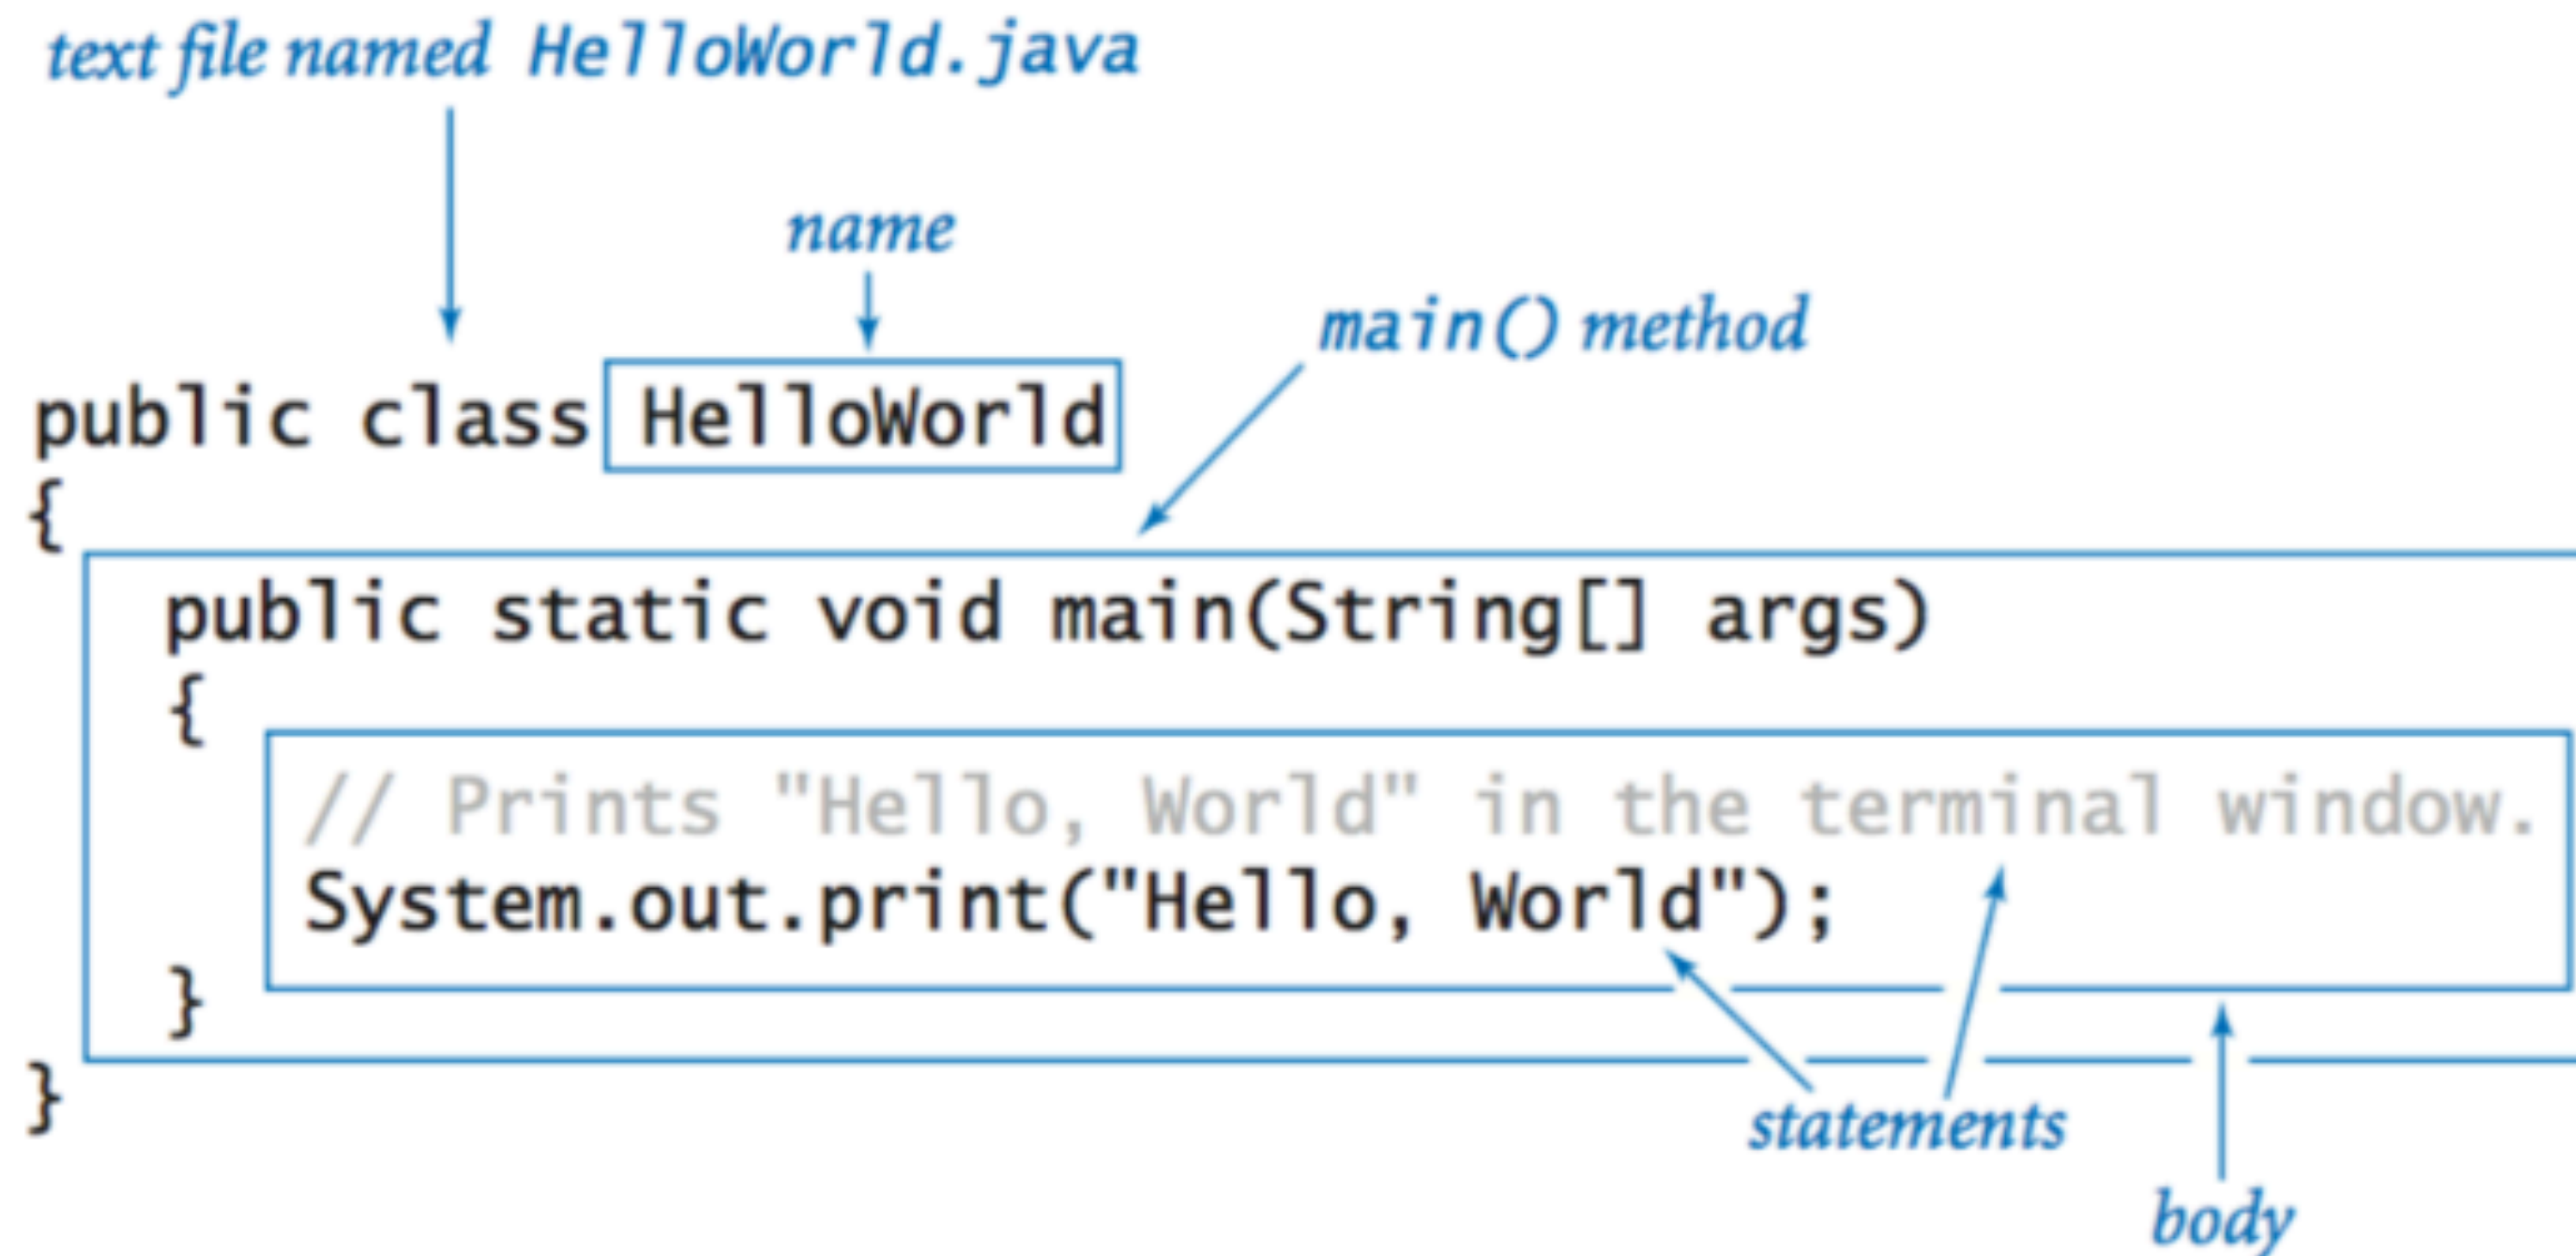 text file named HelloWorld.java
name
main() method
public class HelloWorld
{
public static void main(String[] args)
{
// Prints "Hello, World" in the terminal window.
System.out.print("Hello, World");
}
}
statements
body